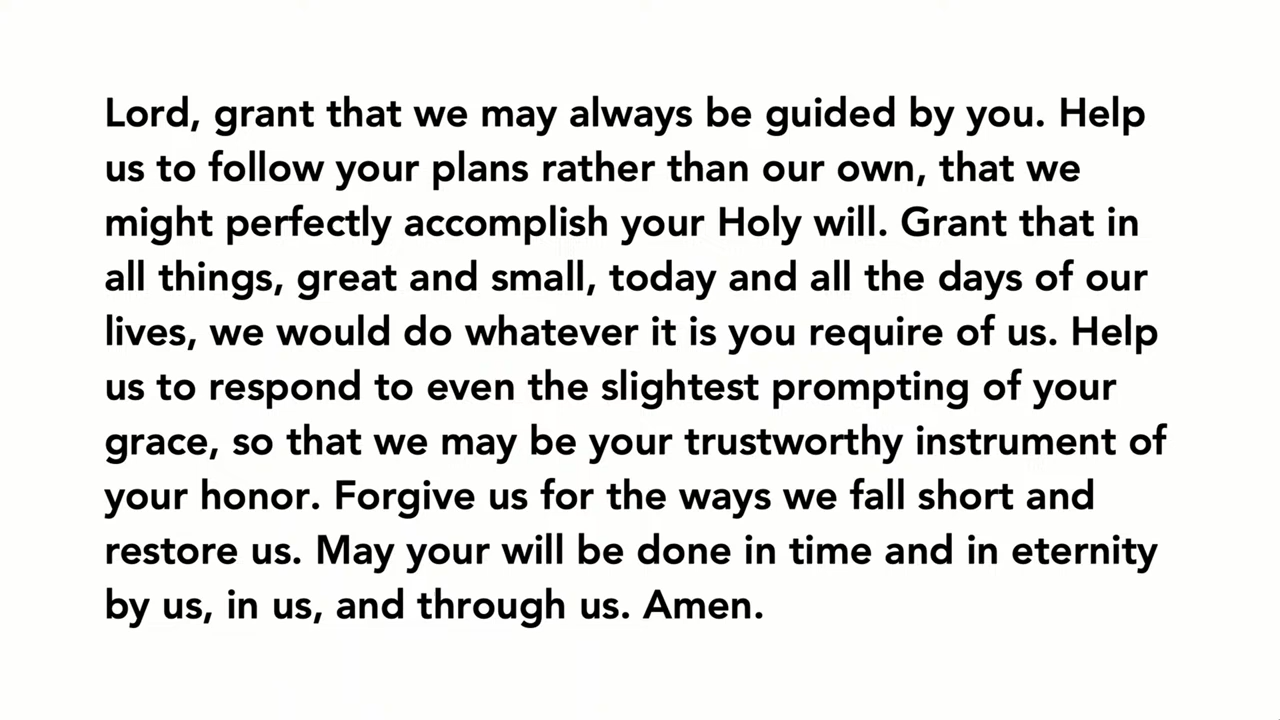 Lord, grant that we may always be guided by you. Help
us to follow your plans rather than our own, that we
might perfectly accomplish your Holy will. Grant that in
all things, great and small, today and all the days of our
lives, we would do whatever it is you require of us. Help
us to respond to even the slightest prompting of your
grace, so that we may be your trustworthy instrument of
your honor. Forgive us for the ways we fall short and
restore us. May your will be done in time and in eternity
by us, in us, and through us. Amen.